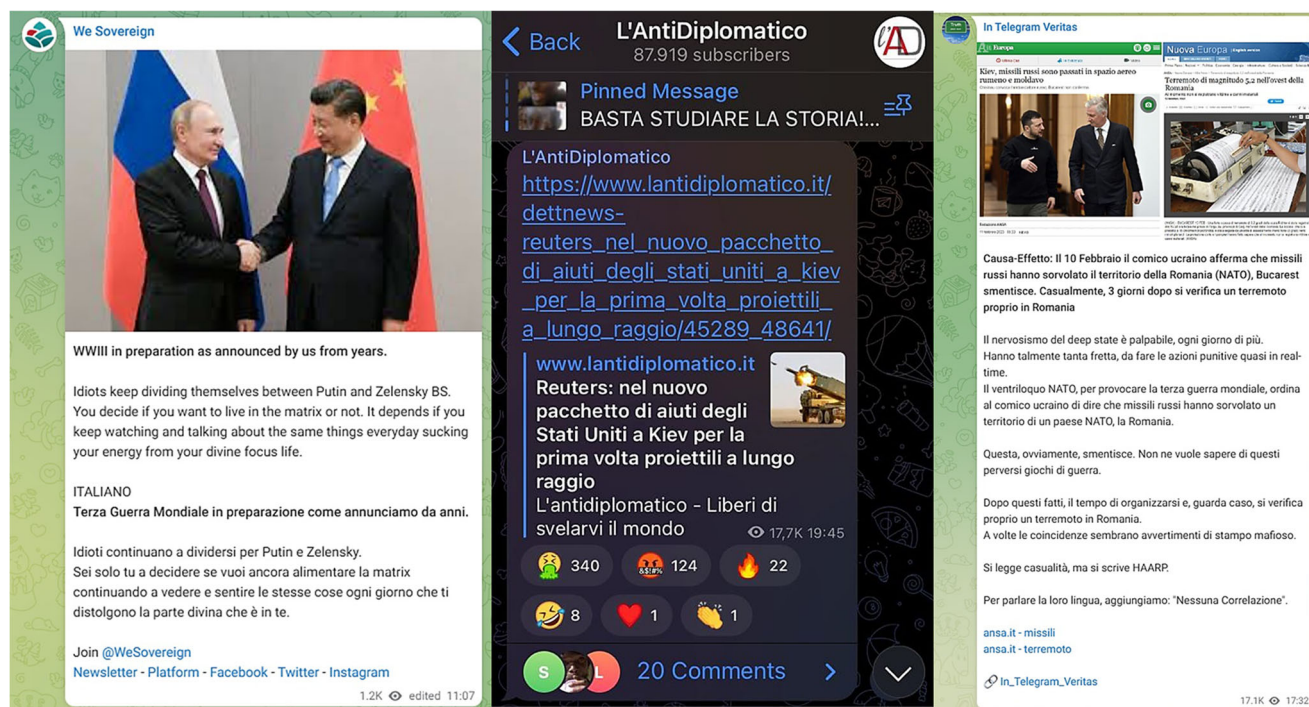 We Sovereign
WWIII in preparation as announced by us from years.
Idiots keep dividing themselves between Putin and Zelensky BS.
You decide if you want to live in the matrix or not. It depends if you
keep watching and talking about the same things everyday sucking
your energy from your divine focus life.
ITALIANO
Terza Guerra Mondiale in preparazione come annunciamo da anni.
Idioti continuano a dividersi per Putin e Zelensky.
Sei solo tu a decidere se vuoi ancora alimentare la matrix
continuando a vedere e sentire le stesse cose ogni giorno che ti
distolgono la parte divina che è in te.
Join @WeSovereign
Newsletter - Platform - Facebook - Twitter - Instagram
1.2K edited 11:07
Back
L'AntiDiplomatico
87.919 subscribers
l'AD
Pinned Message
BASTA STUDIARE LA STORIA!...
L'AntiDiplomatico
https://www.lantidiplomatico.it/
dettnews-
reuters_nel_nuovo_pacchetto_
di_aiuti_degli_stati_uniti_a_kiev
_per_la_prima_volta_proiettili_
a_lungo_raggio/45289_48641/
www.lantidiplomatico.it
Reuters: nel nuovo
pacchetto di aiuti degli
Stati Uniti a Kiev per la
prima volta proiettili a lungo
raggio
L'antidiplomatico - Liberi di
svelarvi il mondo
17,7K 19:45
340
124
22
8
1
1
S
L
20 Comments
In Telegram Veritas
Europa
Kiev, missili russi sono passati in spazio aereo
rumeno e moldavo
Nuova Europa
Terremoto di magnitudo 5,2 nell'ovest della
Romania
Causa-Effetto: Il 10 Febbraio il comico ucraino afferma che missili
russi hanno sorvolato il territorio della Romania (NATO), Bucarest
smentisce. Casualmente, 3 giorni dopo si verifica un terremoto
proprio in Romania
Il nervosismo del deep state è palpabile, ogni giorno di più.
Hanno talmente tanta fretta, da fare le azioni punitive quasi in real-
time.
Il ventriloquo NATO, per provocare la terza guerra mondiale, ordina
al comico ucraino di dire che missili russi hanno sorvolato un
territorio di un paese NATO, la Romania.
Questa, ovviamente, smentisce. Non ne vuole sapere di questi
perversi giochi di guerra.
Dopo questi fatti, il tempo di organizzarsi e, guarda caso, si verifica
proprio un terremoto in Romania.
A volte le coincidenze sembrano avvertimenti di stampo mafioso.
Si legge casualità, ma si scrive HAARP.
Per parlare la loro lingua, aggiungiamo: "Nessuna Correlazione".
ansa.it - missili
ansa.it - terremoto
In_Telegram_Veritas
17.1K 17:32